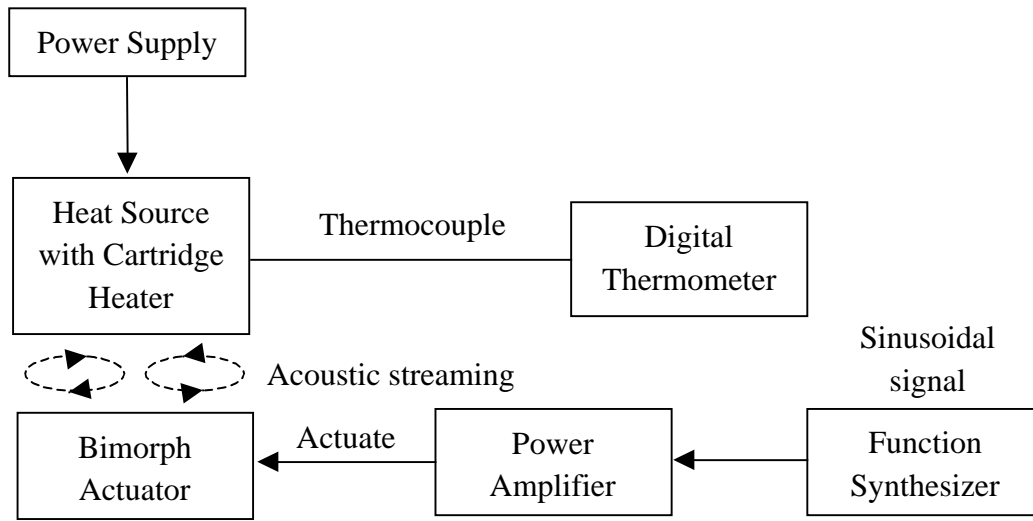 Power Supply
Heat Source
with Cartridge
Heater
Thermocouple
Digital
Thermometer
Sinusoidal
signal
Acoustic streaming
Bimorph
Actuator
Actuate
Power
Amplifier
Function
Synthesizer